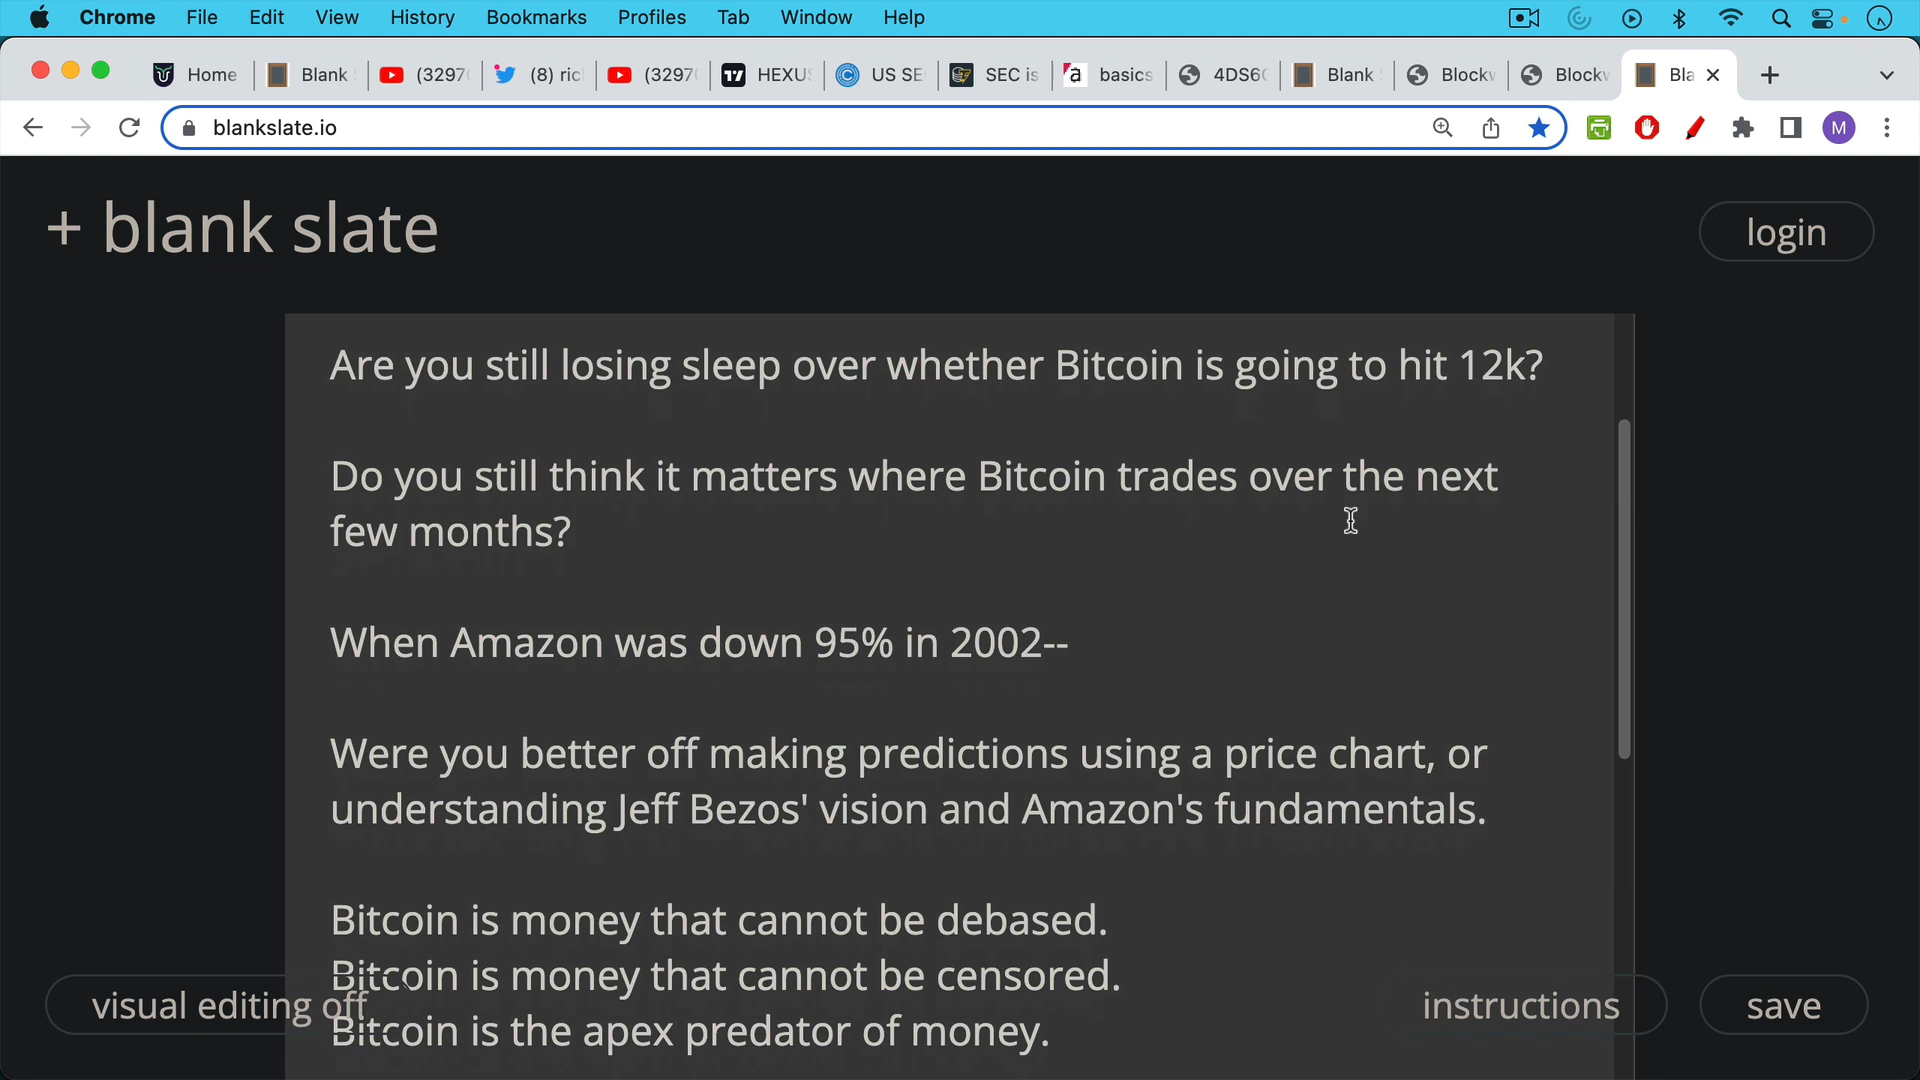 Chrome File Edit View History Bookmarks Profiles Tab Window Help
Home Blank (3297 (8) ric (3297 HEXUS US SE SEC is basics 4DS6 Blank Blockw Blockw Bla
blankslate.io M
+ blank slate login
Are you still losing sleep over whether Bitcoin is going to hit 12k?
Do you still think it matters where Bitcoin trades over the next
few months?
When Amazon was down 95% in 2002--
Were you better off making predictions using a price chart, or
understanding Jeff Bezos' vision and Amazon's fundamentals.
Bitcoin is money that cannot be debased.
Bitcoin is money that cannot be censored.
visual editing off instructions save
Bitcoin is the apex predator of money.